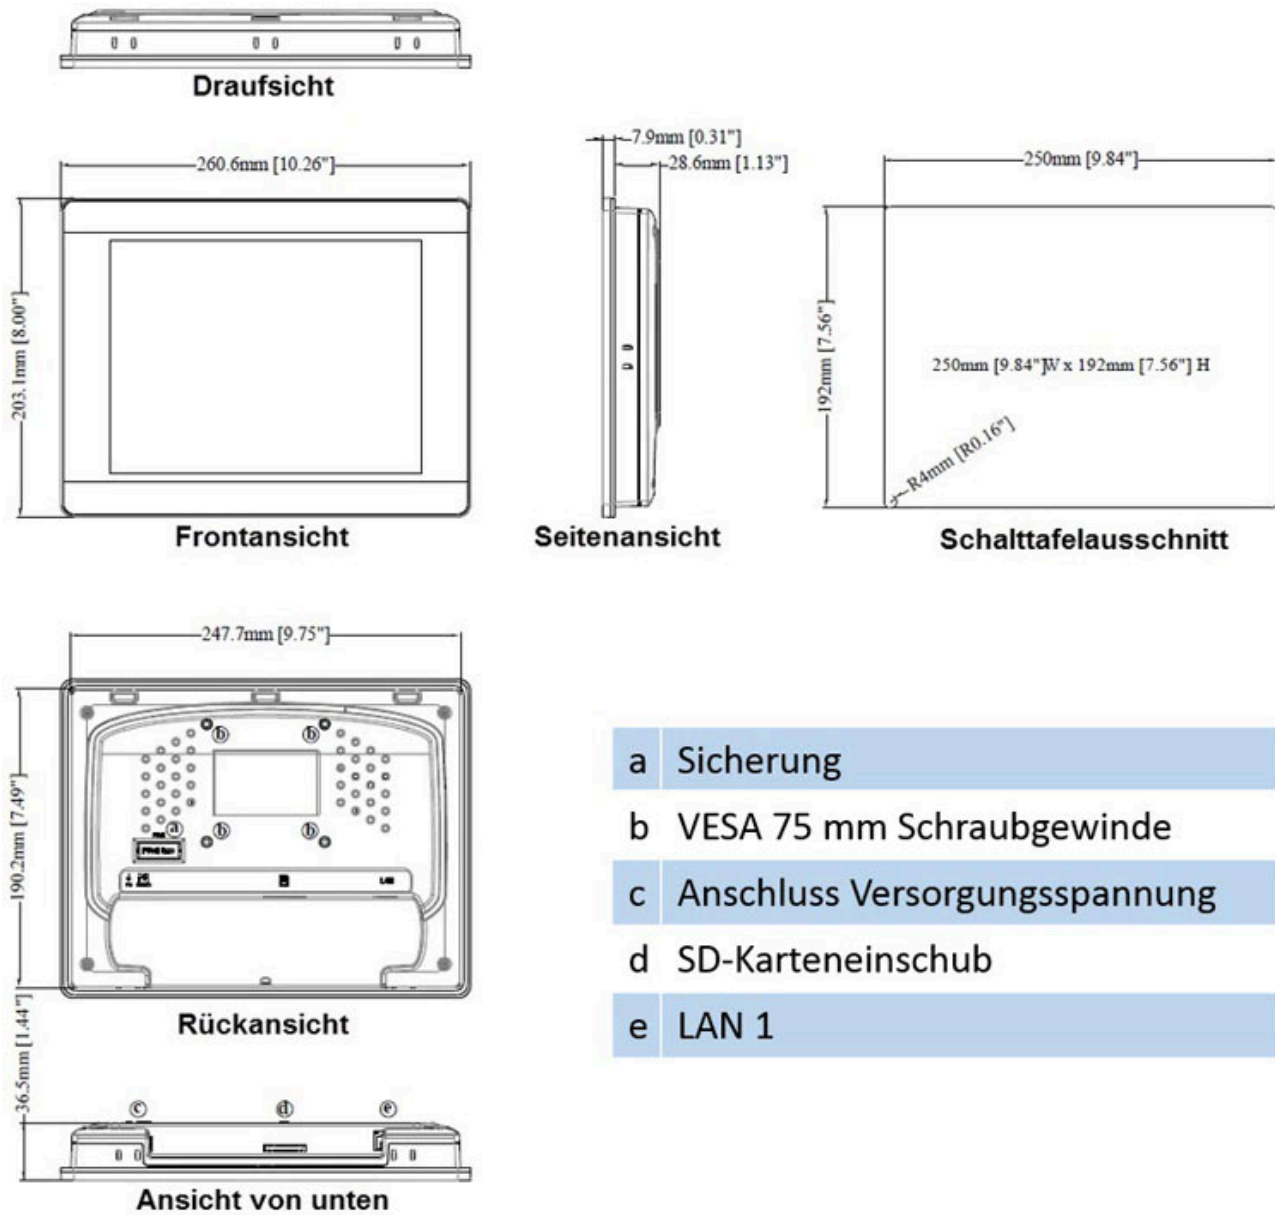 Draufsicht
7.9mm [0.31"]
28.6mm [1.13"]
260.6mm [10.26"]
250mm [9.84"]
203.1mm [8.00"]
192mm [7.56"]
250mm [9.84"]W x 192mm [7.56"] H
R4mm [R0.16"]
Frontansicht
Seitenansicht
Schalttafelausschnitt
247.7mm [9.75"]
190.2mm [7.49"]
b
b
a
b
b
LAN
Rückansicht
a Sicherung
b VESA 75 mm Schraubgewinde
c Anschluss Versorgungsspannung
d SD-Karteneinschub
e LAN 1
36.5mm [1.44"]
c
d
e
Ansicht von unten